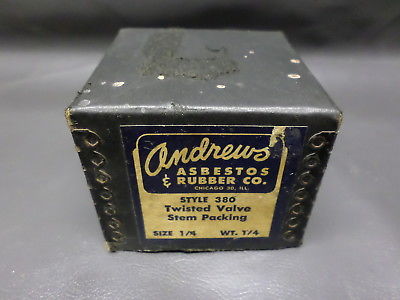 Andrews
ASBESTOS
& RUBBER CO.
CHICAGO 30, ILL.
STYLE 380
Twisted Valve
Stem Packing
SIZE 1/4 WT. 1/4